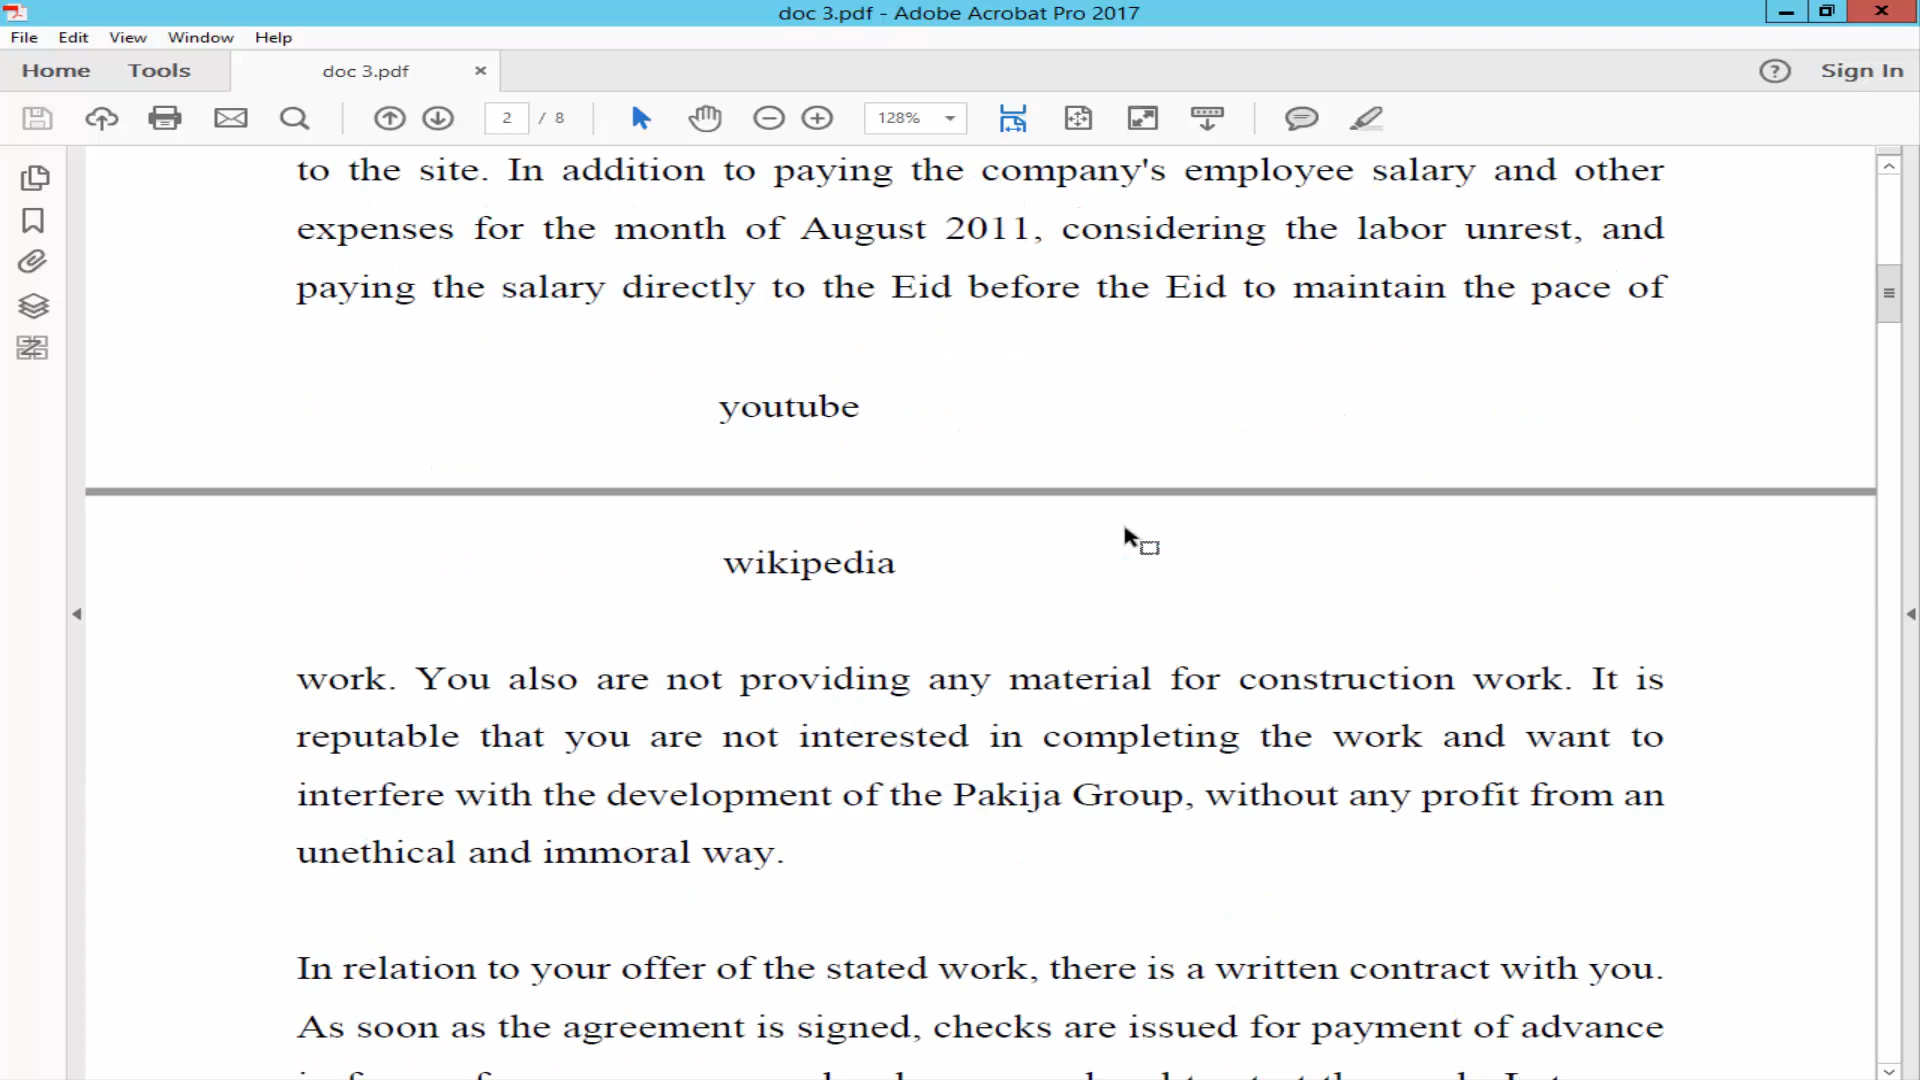 doc 3.pdf - Adobe Acrobat Pro 2017
File Edit View Window Help
Home Tools doc 3.pdf Sign In
2 / 8 128%
to the site. In addition to paying the company's employee salary and other
expenses for the month of August 2011, considering the labor unrest, and
paying the salary directly to the Eid before the Eid to maintain the pace of
youtube
wikipedia
work. You also are not providing any material for construction work. It is
reputable that you are not interested in completing the work and want to
interfere with the development of the Pakija Group, without any profit from an
unethical and immoral way.
In relation to your offer of the stated work, there is a written contract with you.
As soon as the agreement is signed, checks are issued for payment of advance